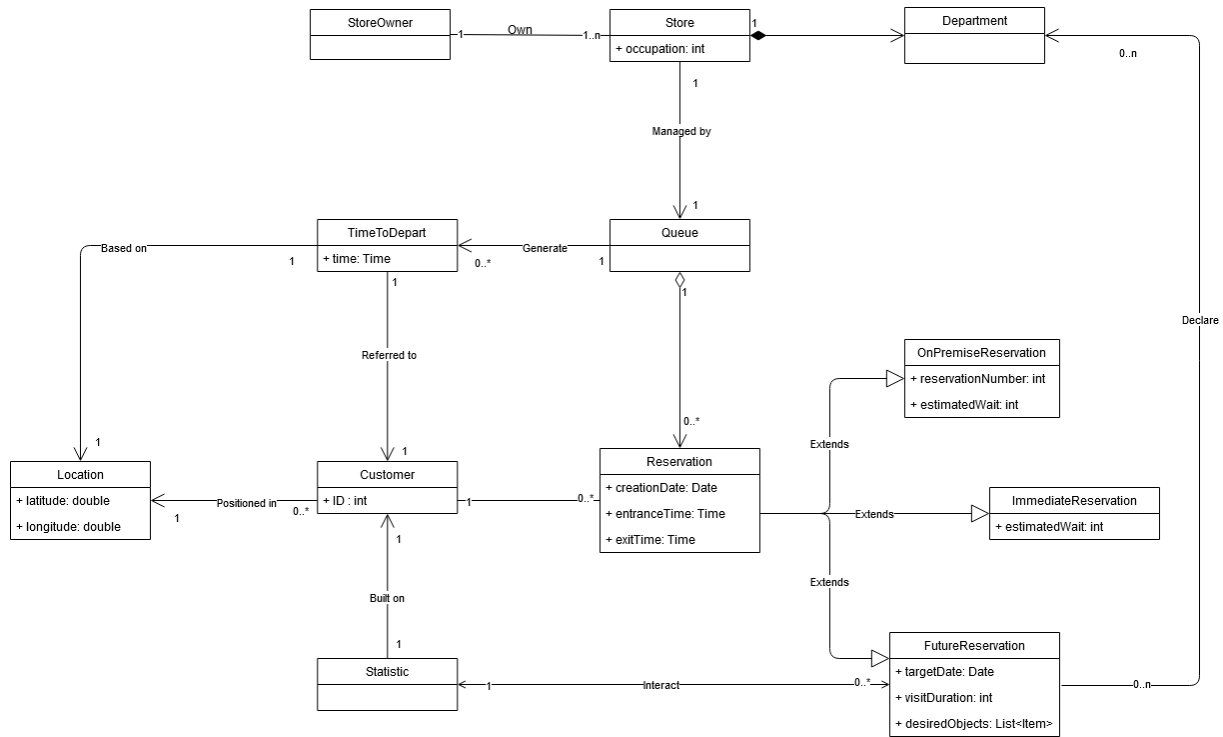 StoreOwner
1
Own
1..n
Store
+ occupation: int
1
Department
0..n
1
Managed by
1
Declare
TimeToDepart
+ time: Time
Based on
1
1
Generate
0..*
1
Queue
1
Referred to
1
0..*
OnPremiseReservation
+ reservationNumber: int
+ estimatedWait: int
Extends
Location
+ latitude: double
+ longitude: double
1
Positioned in
1
0..*
Customer
+ ID : int
1
1
0..*
Reservation
+ creationDate: Date
+ entranceTime: Time
+ exitTime: Time
Extends
ImmediateReservation
+ estimatedWait: int
Extends
1
Built on
1
Statistic
1
Interact
0..*
FutureReservation
+ targetDate: Date
+ visitDuration: int
+ desiredObjects: List<Item>
0..n